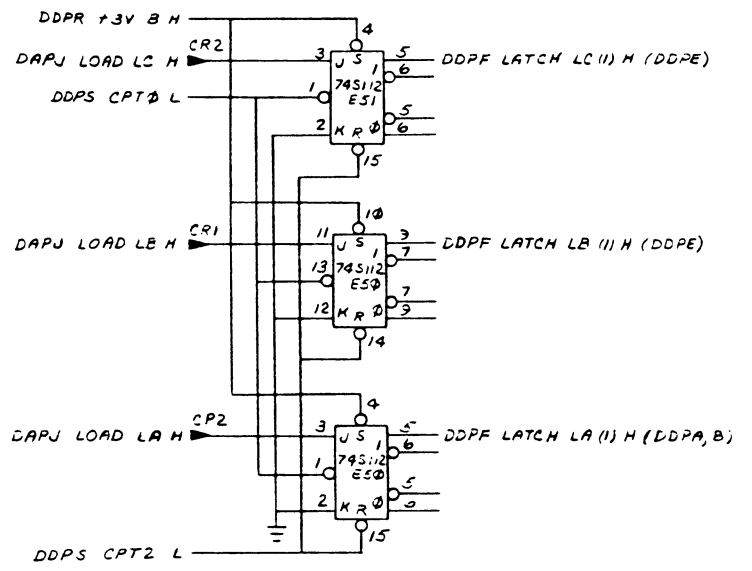 DDPR +3V B H
4
CR2
DAPJ LOAD LC H
3
J S
1
5
DDPF LATCH LC(1) H (DDPE)
6
74S112
E51
1
DDPS CPTØ L
5
2
K R Ø
6
15
1Ø
CR1
DAPJ LOAD LB H
11
J S
1
9
DDPF LATCH LB (1) H (DDPE)
7
13
74S112
E5Ø
7
12
K R Ø
9
14
4
CP2
DAPJ LOAD LA H
3
J S
1
5
DDPF LATCH LA(1) H (DDPA,B)
6
1
74S112
E5Ø
5
2
K R Ø
15
DDPS CPT2 L